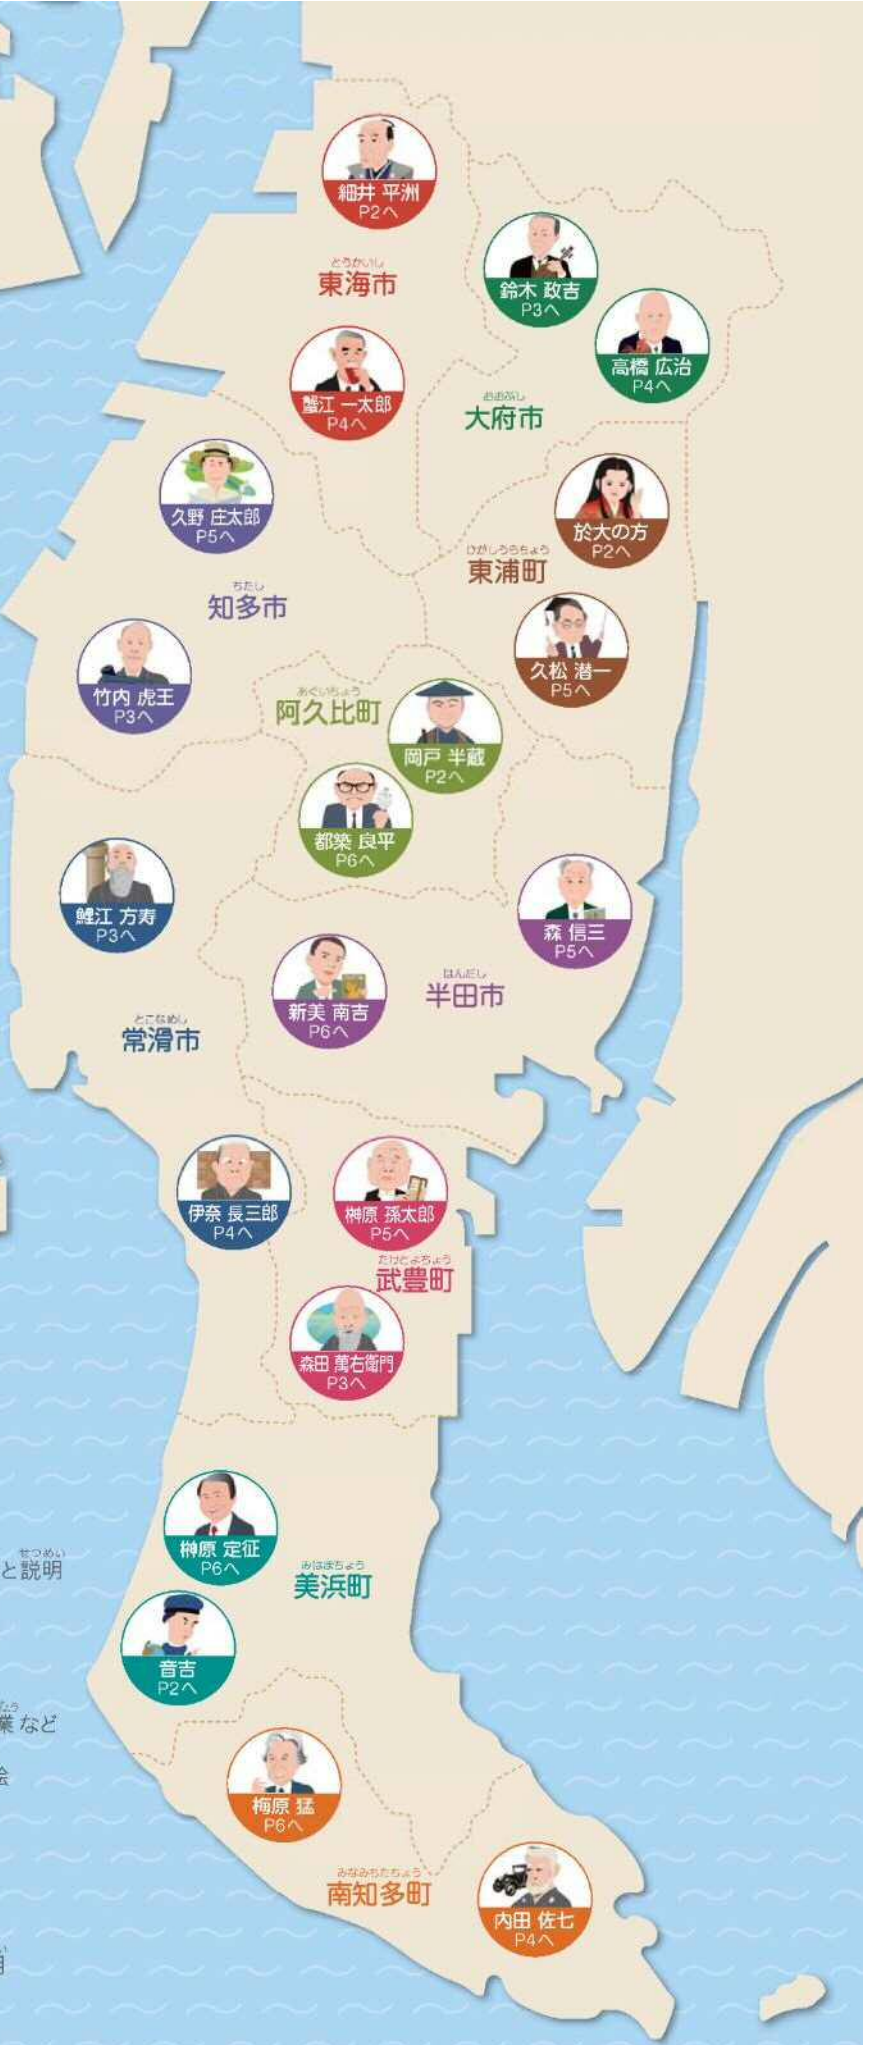 細井 平洲
P2へ
とうかいし
東海市
鈴木 政吉
P3へ
高橋 広治
P4へ
蟹江 一太郎
P4へ
おおぶし
大府市
久野 庄太郎
P5へ
於大の方
P2へ
ひがしうらちょう
東浦町
ちたし
知多市
久松 潜一
P5へ
竹内 虎王
P3へ
あぐいちょう
阿久比町
岡戸 半蔵
P2へ
都築 良平
P6へ
鯉江 方寿
P3へ
森 信三
P5へ
はんだし
半田市
新美 南吉
P6へ
とこなめし
常滑市
伊奈 長三郎
P4へ
榊原 孫太郎
P5へ
たけとよちょう
武豊町
森田 萬右衛門
P3へ
榊原 定征
P6へ
せつめい
と説明
みはまちょう
美浜町
音吉
P2へ
業 など
絵
梅原 猛
P6へ
みなみちたちょう
南知多町
内田 佐七
P4へ